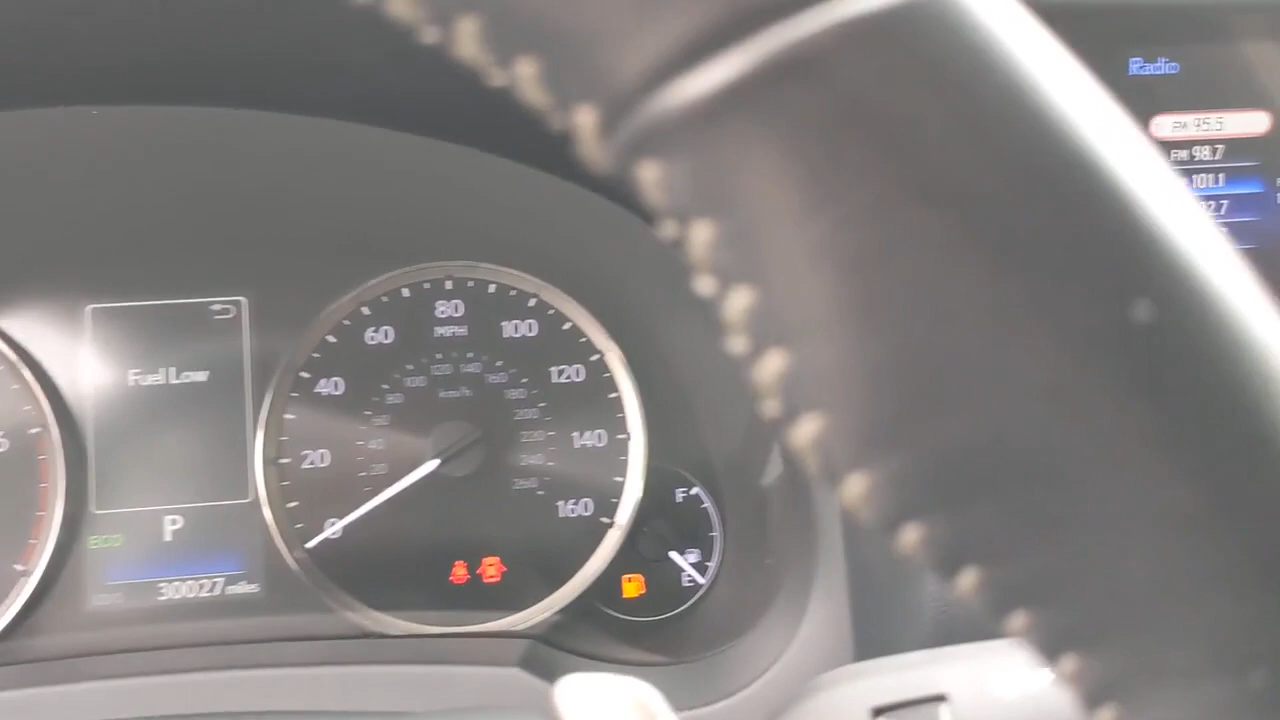 Radio
FM 95.5
FM 98.7
101.1
Fuel Low
6
ECO
P
30027 miles
0
20
40
60
80
100
120
140
160
MPH
20
40
60
80
100
120
140
160
180
200
220
240
260
km/h
F
E